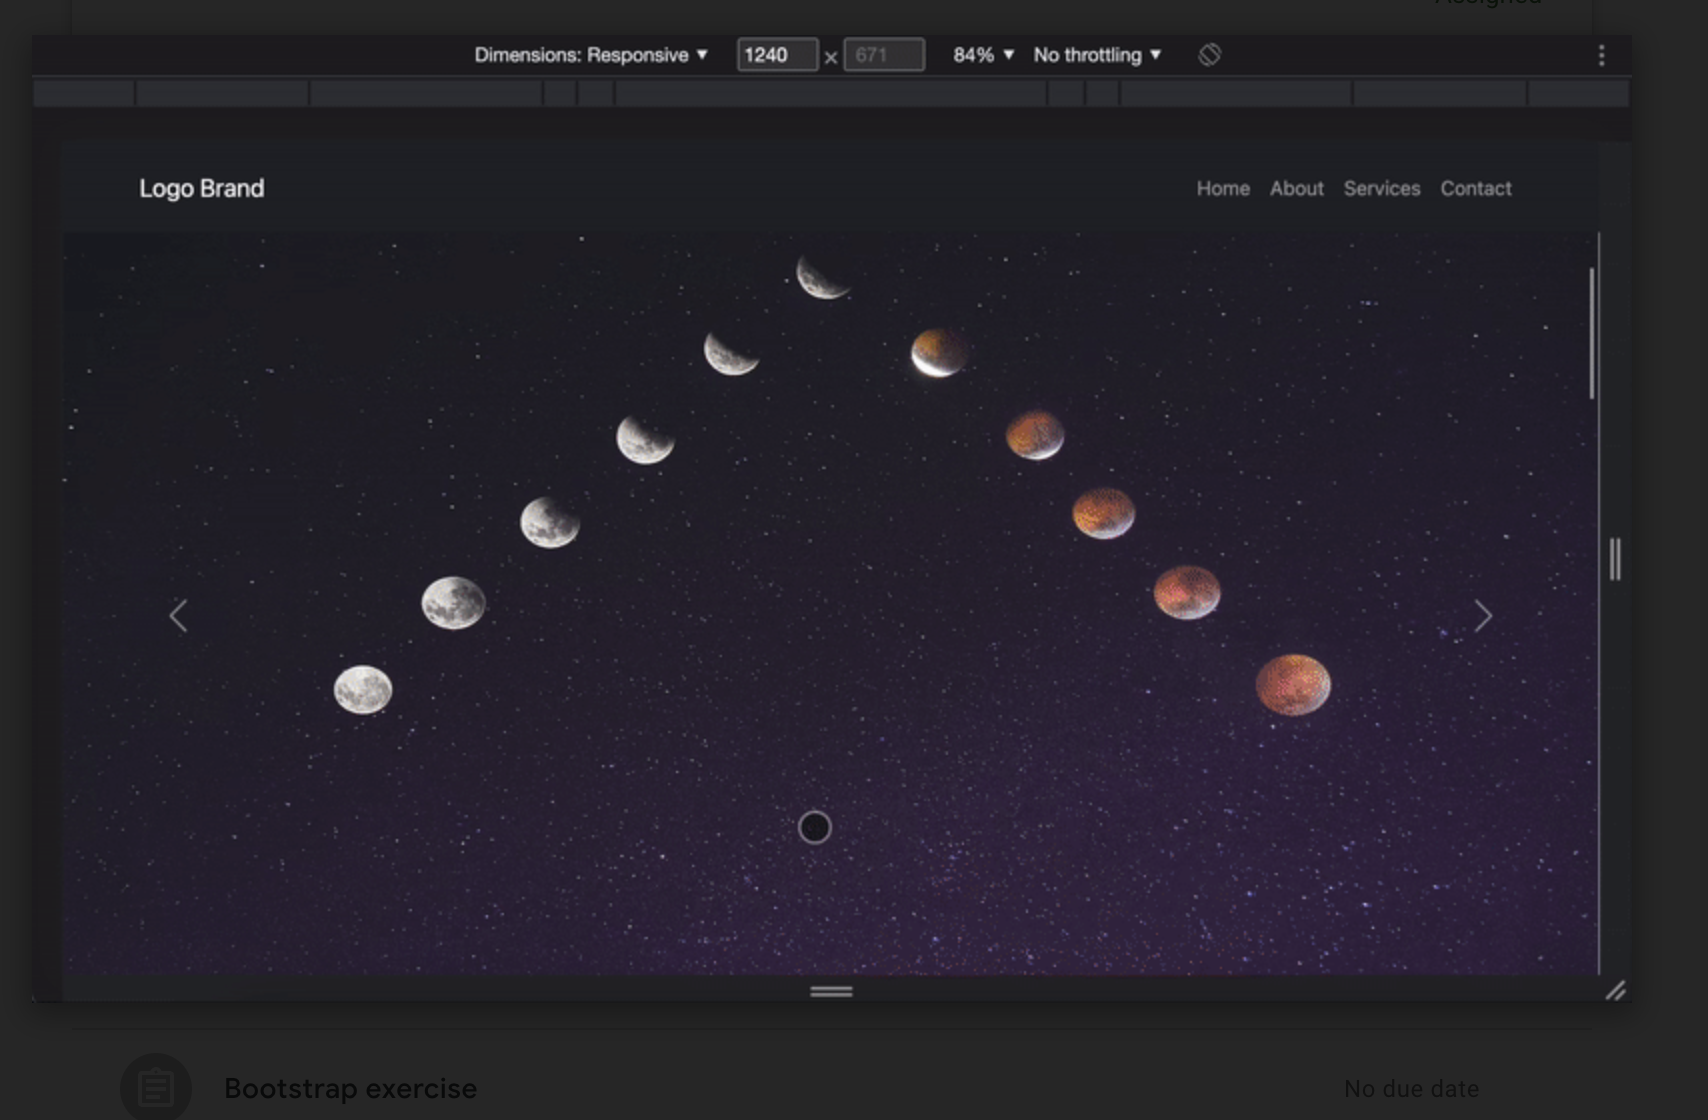 Assigned
Dimensions: Responsive ▼ 1240 × 671 84% ▼ No throttling ▼
Logo Brand
Home About Services Contact
Bootstrap exercise
No due date